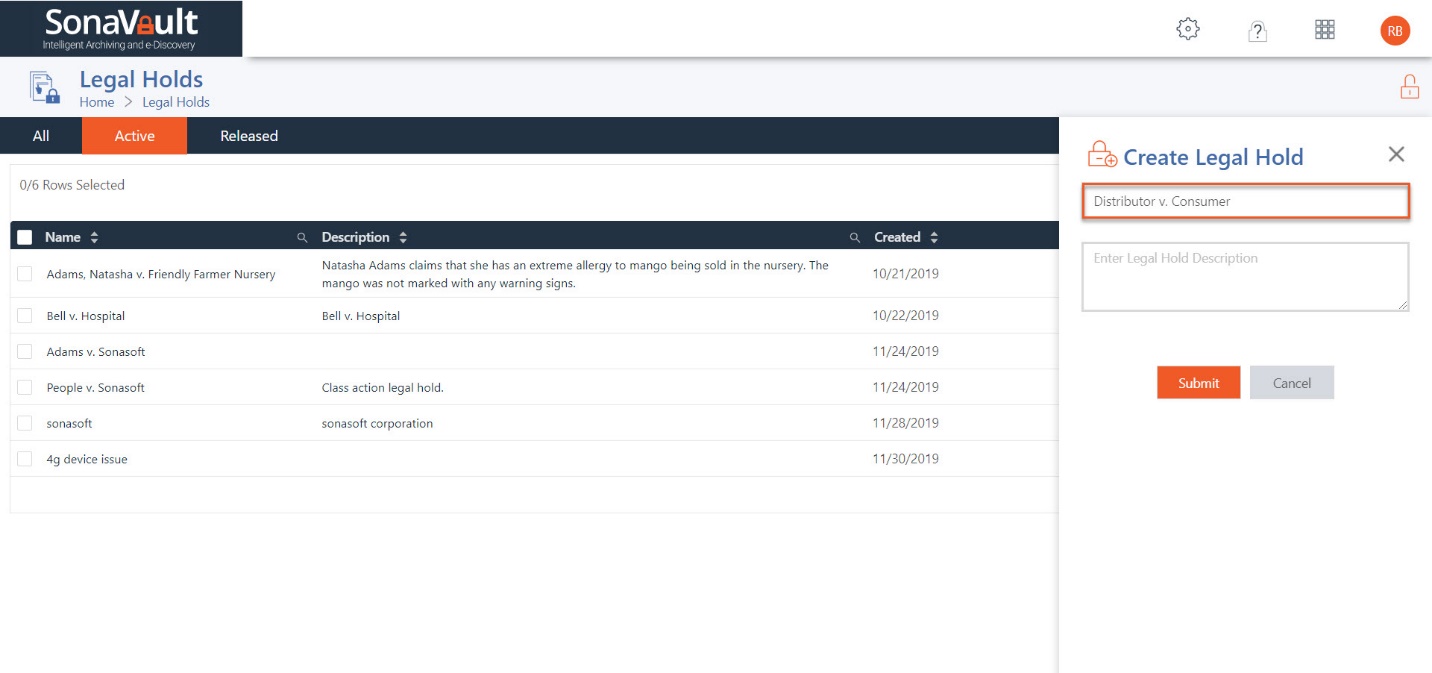 SonaVault
Intelligent Archiving and e-Discovery
?
RB
Legal Holds
Home > Legal Holds
All
Active
Released
0/6 Rows Selected
Name
Description
Created
Adams, Natasha v. Friendly Farmer Nursery
Natasha Adams claims that she has an extreme allergy to mango being sold in the nursery. The
mango was not marked with any warning signs.
10/21/2019
Bell v. Hospital
Bell v. Hospital
10/22/2019
Adams v. Sonasoft
11/24/2019
People v. Sonasoft
Class action legal hold.
11/24/2019
sonasoft
sonasoft corporation
11/28/2019
4g device issue
11/30/2019
Create Legal Hold
Distributor v. Consumer
Enter Legal Hold Description
Submit
Cancel